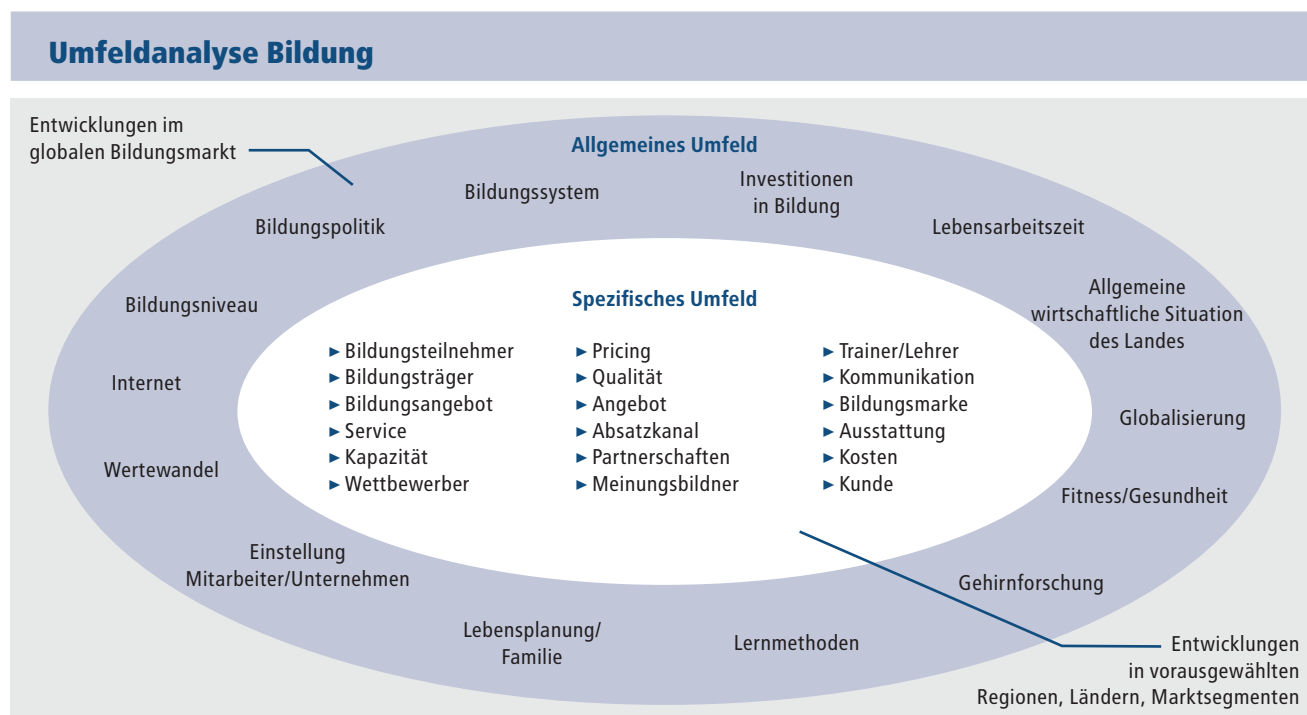 Umfeldanalyse Bildung
Entwicklungen im
globalen Bildungsmarkt
Allgemeines Umfeld
Bildungssystem
Investitionen
in Bildung
Bildungspolitik
Lebensarbeitszeit
Bildungsniveau
Allgemeine
wirtschaftliche Situation
des Landes
Internet
Globalisierung
Wertewandel
Fitness/Gesundheit
Einstellung
Mitarbeiter/Unternehmen
Gehirnforschung
Lebensplanung/
Familie
Lernmethoden
Spezifisches Umfeld
► Bildungsteilnehmer
► Bildungsträger
► Bildungsangebot
► Service
► Kapazität
► Wettbewerber
► Pricing
► Qualität
► Angebot
► Absatzkanal
► Partnerschaften
► Meinungsbildner
► Trainer/Lehrer
► Kommunikation
► Bildungsmarke
► Ausstattung
► Kosten
► Kunde
Entwicklungen
in vorausgewählten
Regionen, Ländern, Marktsegmenten